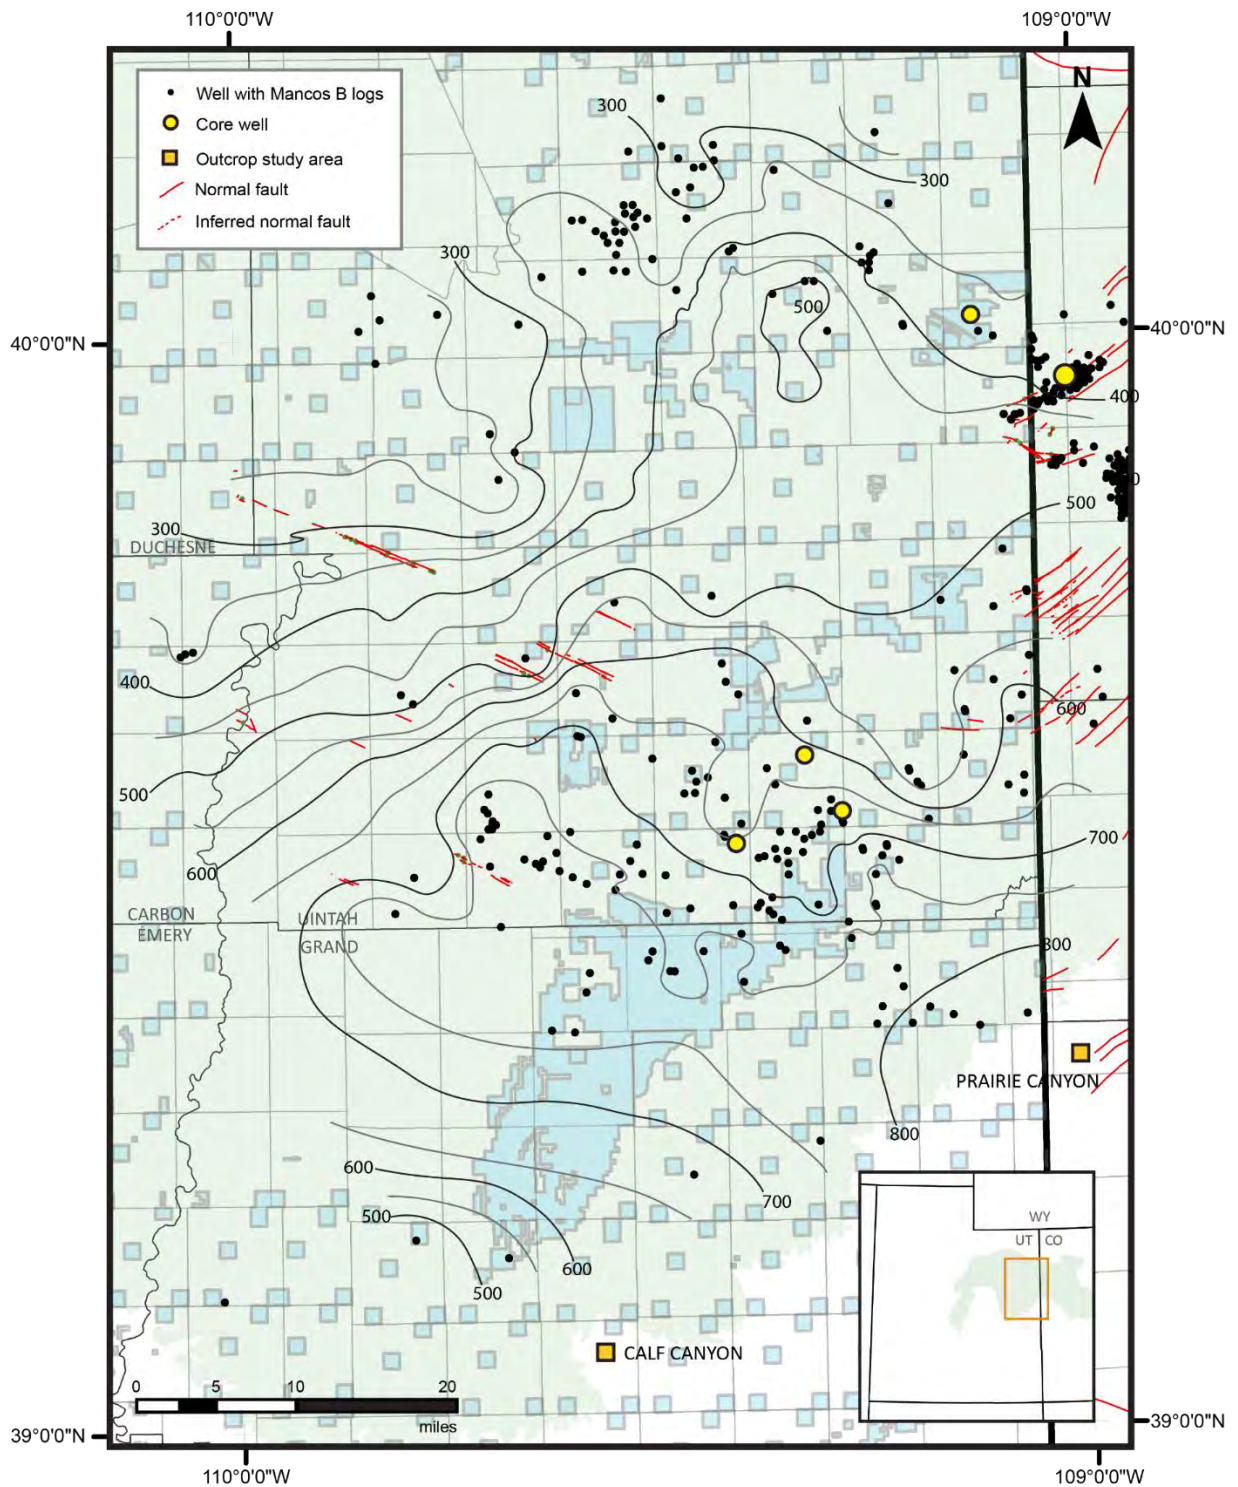 110°0'0"W
109°0'0"W
Well with Mancos B logs
Core well
Outcrop study area
Normal fault
Inferred normal fault
N
300
300
300
500
40°0'0"N
40°0'0"N
400
500
300
DUCHESNE
400
600
500
700
600
CARBON
EMERY
UINTAH
GRAND
800
PRAIRIE CANYON
800
600
700
500
600
500
WY
UT
CO
CALF CANYON
0
5
10
20
miles
39°0'0"N
39°0'0"N
110°0'0"W
109°0'0"W